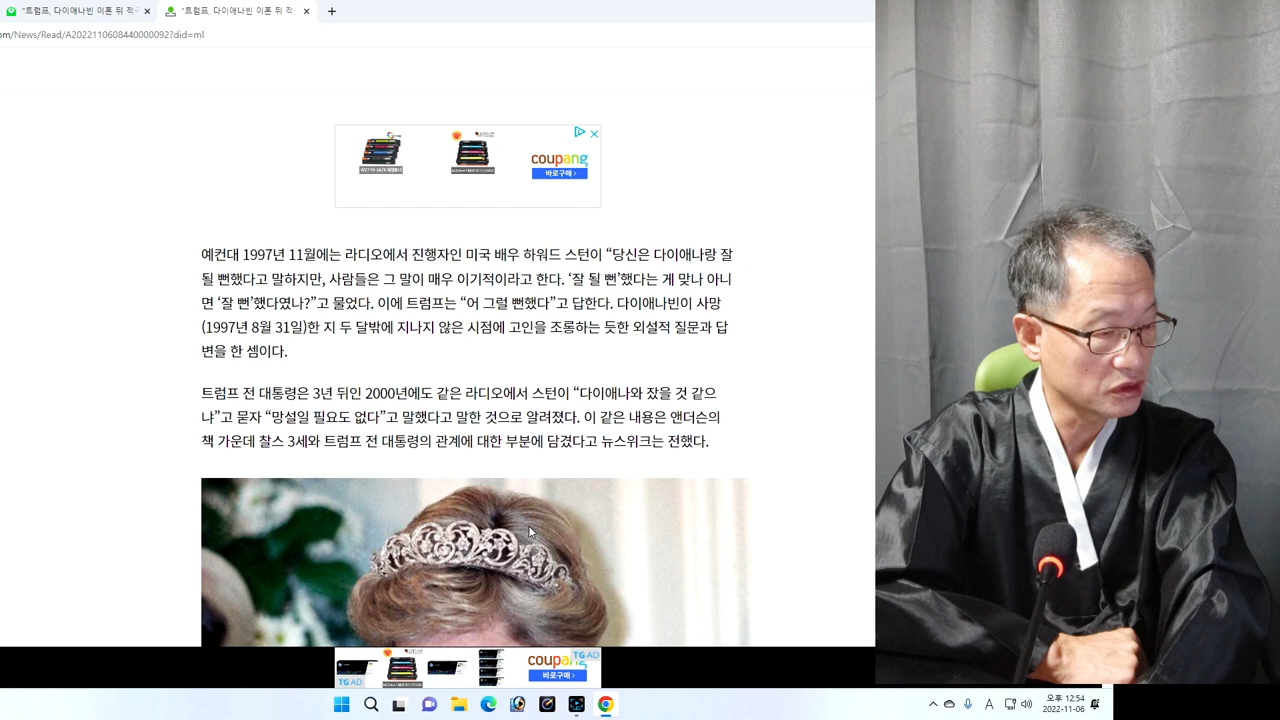 "트럼프, 다이애나빈 이혼 뒤 적
"트럼프, 다이애나빈 이혼 뒤 적
om/News/Read/A2022110608440000092?did=ml
coupang
바로구매 >
예컨대 1997년 11월에는 라디오에서 진행자인 미국 배우 하워드 스턴이 “당신은 다이애나랑 잘
될 뻔했다고 말하지만, 사람들은 그 말이 매우 이기적이라고 한다. ‘잘 될 뻔’했다는 게 맞나 아니
면 ‘잘 뻔’했다였나?”고 물었다. 이에 트럼프는 “어 그럴 뻔했다”고 답한다. 다이애나빈이 사망
(1997년 8월 31일)한 지 두 달밖에 지나지 않은 시점에 고인을 조롱하는 듯한 외설적 질문과 답
변을 한 셈이다.
트럼프 전 대통령은 3년 뒤인 2000년에도 같은 라디오에서 스턴이 “다이애나와 잤을 것 같으
냐”고 묻자 “망설일 필요도 없다”고 말했다고 말한 것으로 알려졌다. 이 같은 내용은 앤더슨의
책 가운데 찰스 3세와 트럼프 전 대통령의 관계에 대한 부분에 담겼다고 뉴스위크는 전했다.
TG AD
coupang
TG AD
바로구매 >
A
오후 12:54
2022-11-06